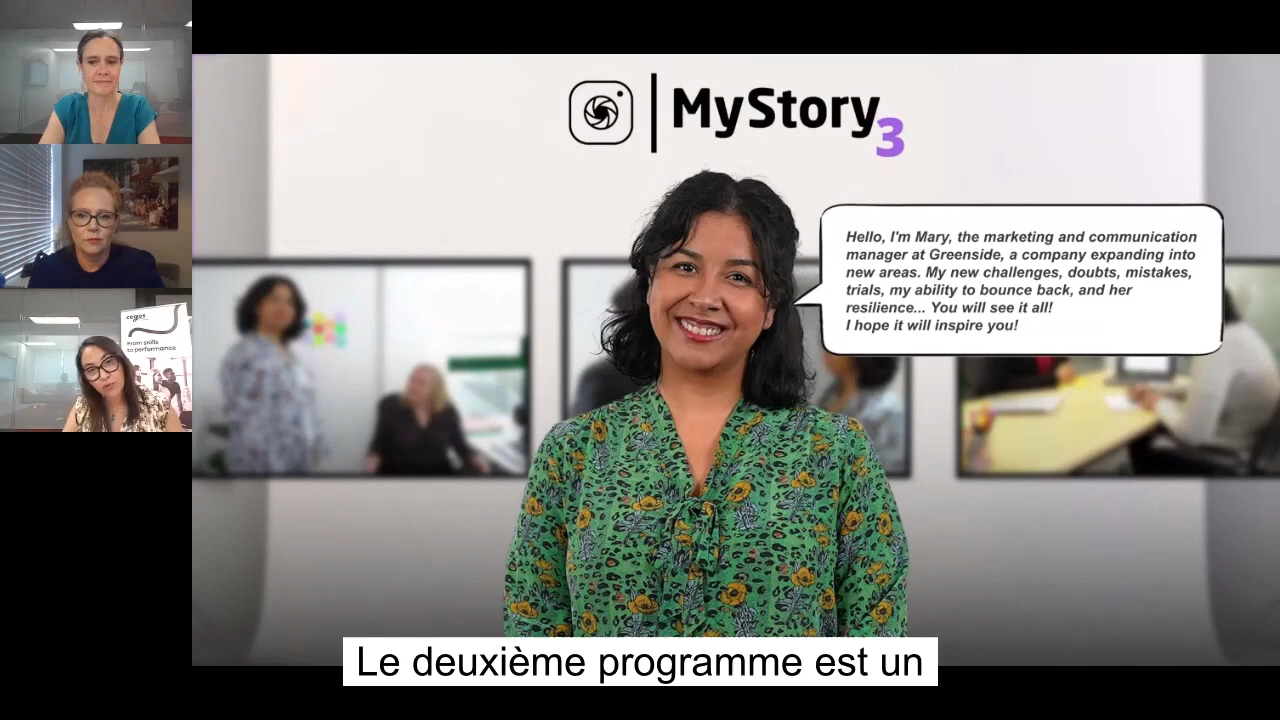 MyStory3
Hello, I'm Mary, the marketing and communication
manager at Greenside, a company expanding into
new areas. My new challenges, doubts, mistakes,
trials, my ability to bounce back, and her
resilience... You will see it all!
I hope it will inspire you!
cegos
From skills
to performance
Le deuxième programme est un